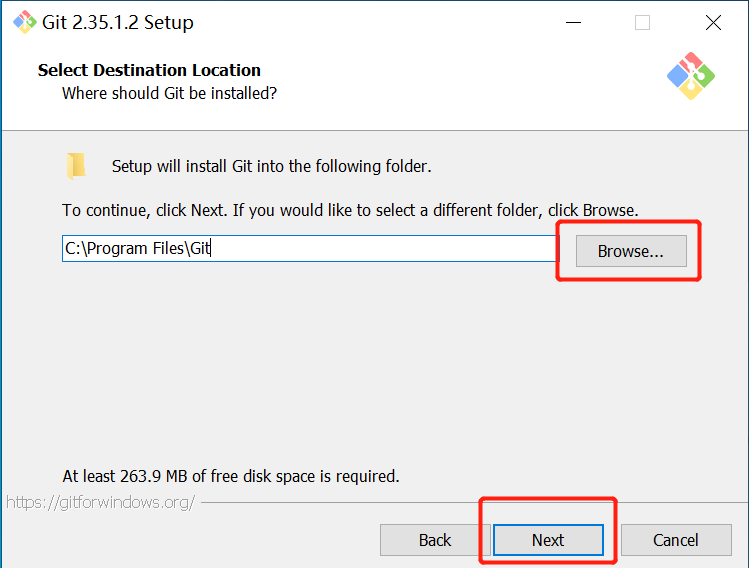 Git 2.35.1.2 Setup
Select Destination Location
Where should Git be installed?
Setup will install Git into the following folder.
To continue, click Next. If you would like to select a different folder, click Browse.
C:\Program Files\Git
Browse...
At least 263.9 MB of free disk space is required.
https://gitforwindows.org/
Back Next Cancel